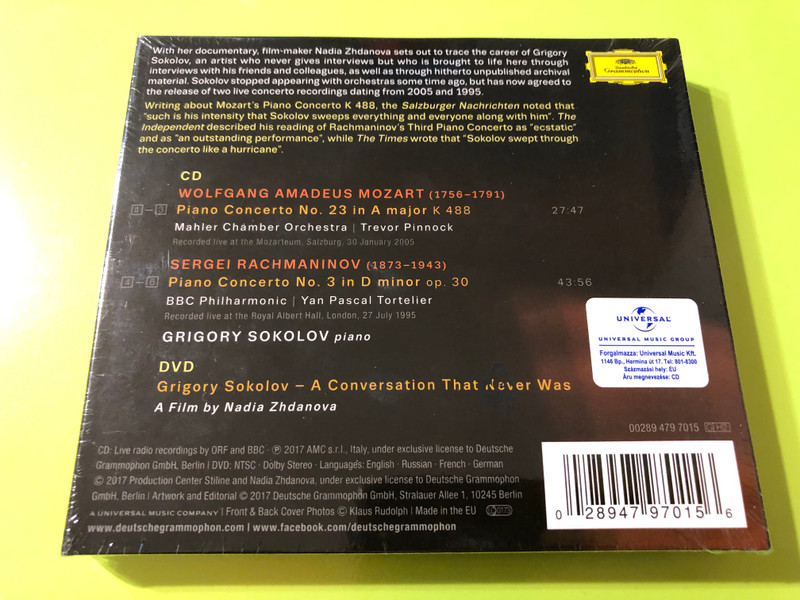 With her documentary, film-maker Nadia Zhdanova sets out to trace the career of Grigory
Sokolov, an artist who never gives interviews but who is brought to life here through
interviews with his friends and colleagues, as well as through hitherto unpublished archival
material. Sokolov stopped appearing with orchestras some time ago, but has now agreed to
the release of two live concerto recordings dating from 2005 and 1995.
Writing about Mozart's Piano Concerto K 488, the Salzburger Nachrichten noted that
"such is his intensity that Sokolov sweeps everything and everyone along with him". The
Independent described his reading of Rachmaninov's Third Piano Concerto as "ecstatic"
and as "an outstanding performance", while The Times wrote that "Sokolov swept through
the concerto like a hurricane".
Deutsche
Grammophon
CD
WOLFGANG AMADEUS MOZART (1756–1791)
1–3 Piano Concerto No. 23 in A major K 488 27:47
Mahler Chamber Orchestra | Trevor Pinnock
Recorded live at the Mozarteum, Salzburg, 30 January 2005
SERGEI RACHMANINOV (1873–1943)
4–6 Piano Concerto No. 3 in D minor op. 30 43:56
BBC Philharmonic | Yan Pascal Tortelier
Recorded live at the Royal Albert Hall, London, 27 July 1995
GRIGORY SOKOLOV piano
DVD
Grigory Sokolov – A Conversation That Never Was
A Film by Nadia Zhdanova
UNIVERSAL
UNIVERSAL MUSIC GROUP
Forgalmazza: Universal Music Kft.
1146 Bp., Hermina út 17. Tel: 801-8300
Származási hely: EU
Áru megnevezése: CD
00289 479 7015
CD: Live radio recordings by ORF and BBC · ℗ 2017 AMC s.r.l., Italy, under exclusive license to Deutsche
Grammophon GmbH, Berlin | DVD: NTSC · Dolby Stereo · Languages: English · Russian · French · German
© 2017 Production Center Stiline and Nadia Zhdanova, under exclusive license to Deutsche Grammophon
GmbH, Berlin | Artwork and Editorial © 2017 Deutsche Grammophon GmbH, Stralauer Allee 1, 10245 Berlin
A UNIVERSAL MUSIC COMPANY | Front & Back Cover Photos © Klaus Rudolph | Made in the EU
www.deutschegrammophon.com | www.facebook.com/deutschegrammophon
0 28947 97015 6